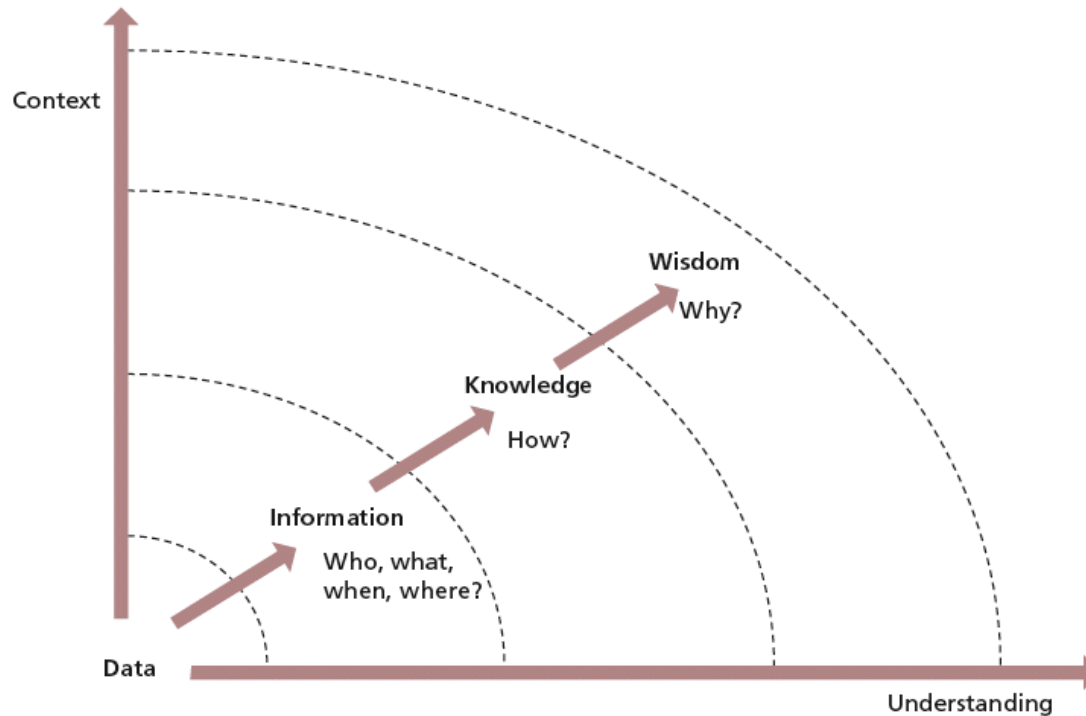 Context
Wisdom
Why?
Knowledge
How?
Information
Who, what,
when, where?
Data
Understanding